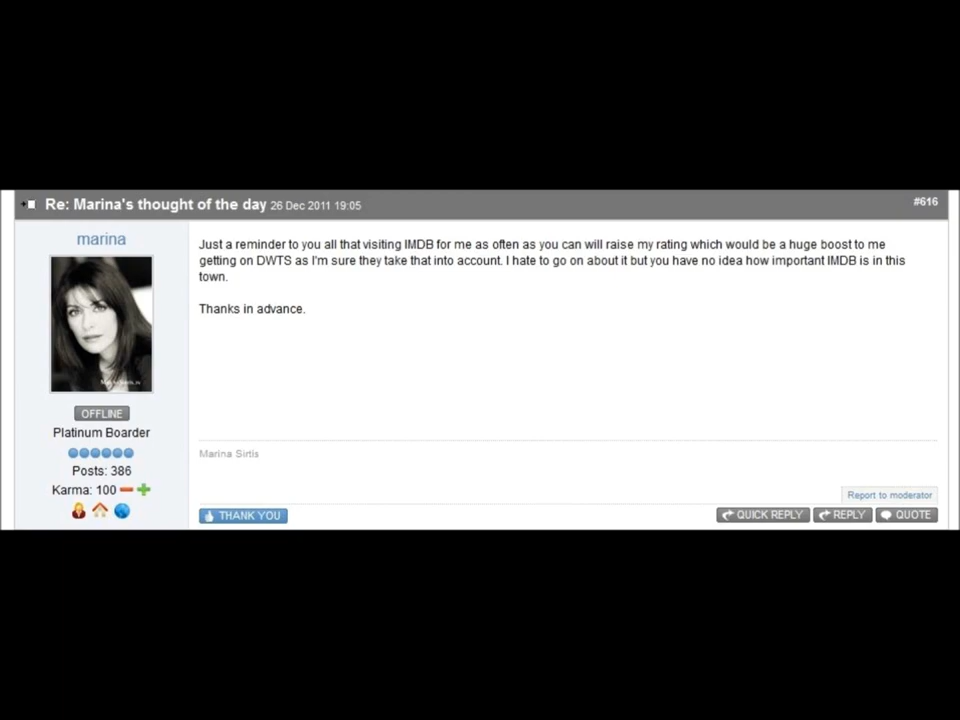 Re: Marina's thought of the day 26 Dec 2011 19:05
#616
marina
Just a reminder to you all that visiting IMDB for me as often as you can will raise my rating which would be a huge boost to me
getting on DWTS as I'm sure they take that into account. I hate to go on about it but you have no idea how important IMDB is in this
town.
Thanks in advance.
OFFLINE
Platinum Boarder
Posts: 386
Karma: 100
Marina Sirtis
Report to moderator
THANK YOU
QUICK REPLY
REPLY
QUOTE